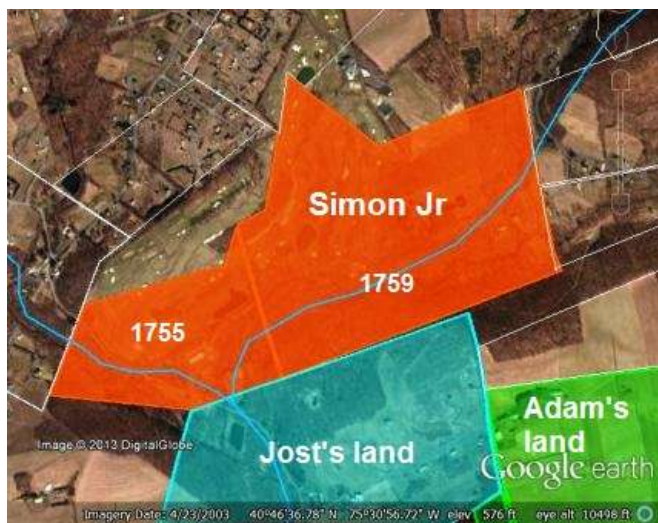 Simon Jr
1759
1755
Adam's
land
Jost's land
Image © 2013 DigitalGlobe
Google earth
Imagery Date: 4/23/2003 40°46'36.78" N 75°30'56.72" W elev 576 ft eye alt 10498 ft